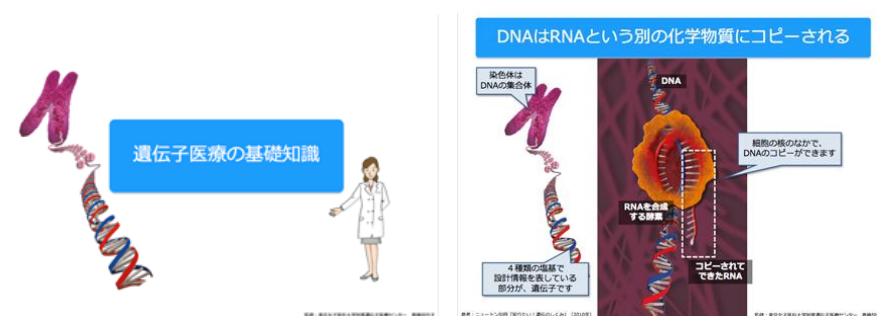 遺伝子医療の基礎知識
DNAはRNAという別の化学物質にコピーされる
染色体は
DNAの集合体
DNA
細胞の核のなかで、
DNAのコピーができます
RNAを合成
する酵素
4種類の塩基で
設計情報を表している
部分が、遺伝子です
コピーされて
できたRNA